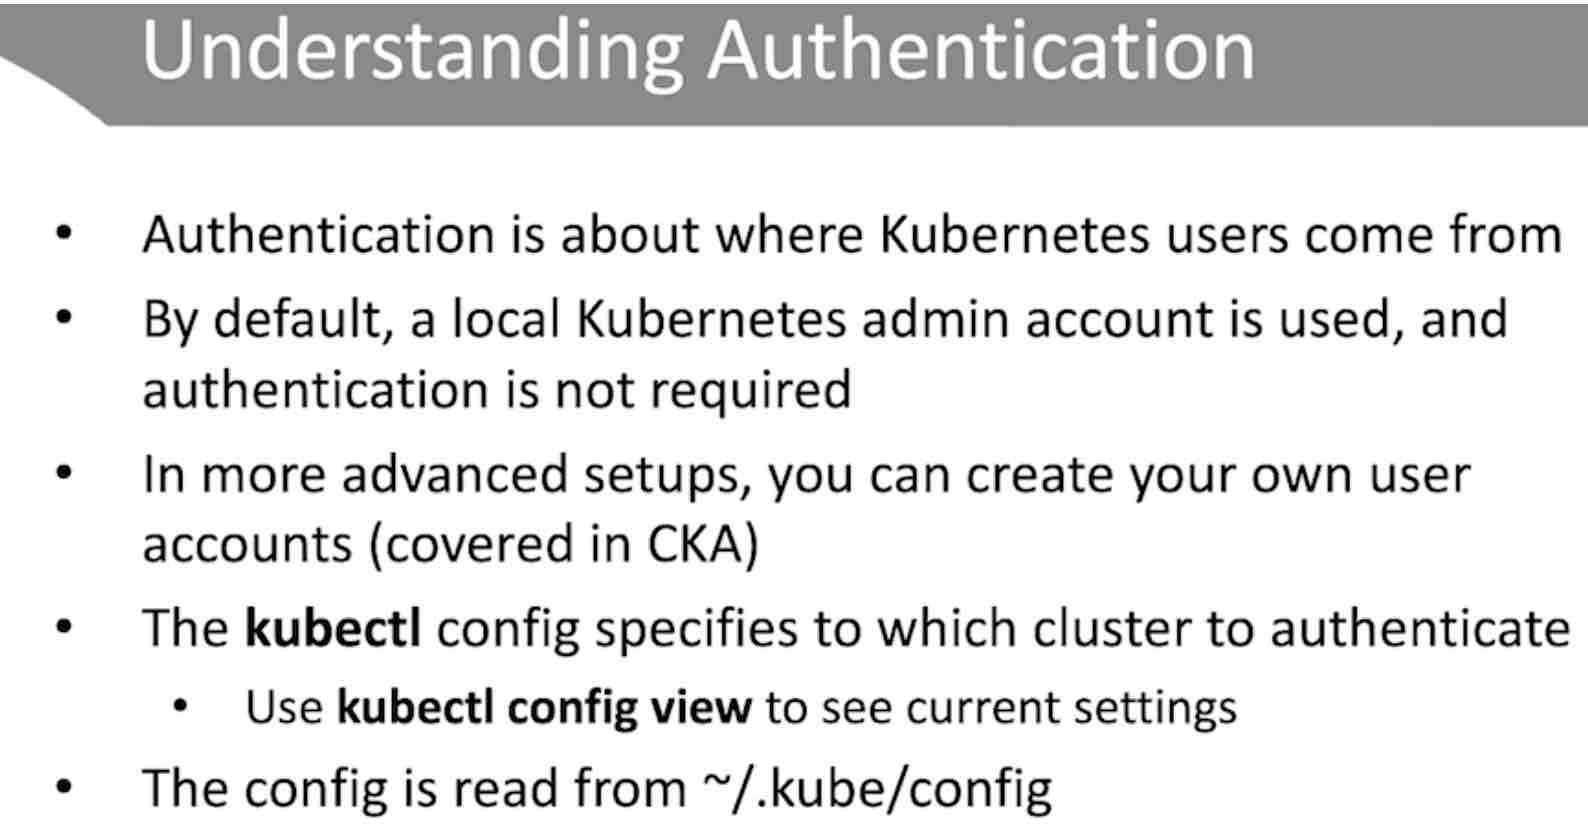 Understanding Authentication
• Authentication is about where Kubernetes users come from
• By default, a local Kubernetes admin account is used, and
authentication is not required
• In more advanced setups, you can create your own user
accounts (covered in CKA)
• The kubectl config specifies to which cluster to authenticate
• Use kubectl config view to see current settings
• The config is read from ~/.kube/config